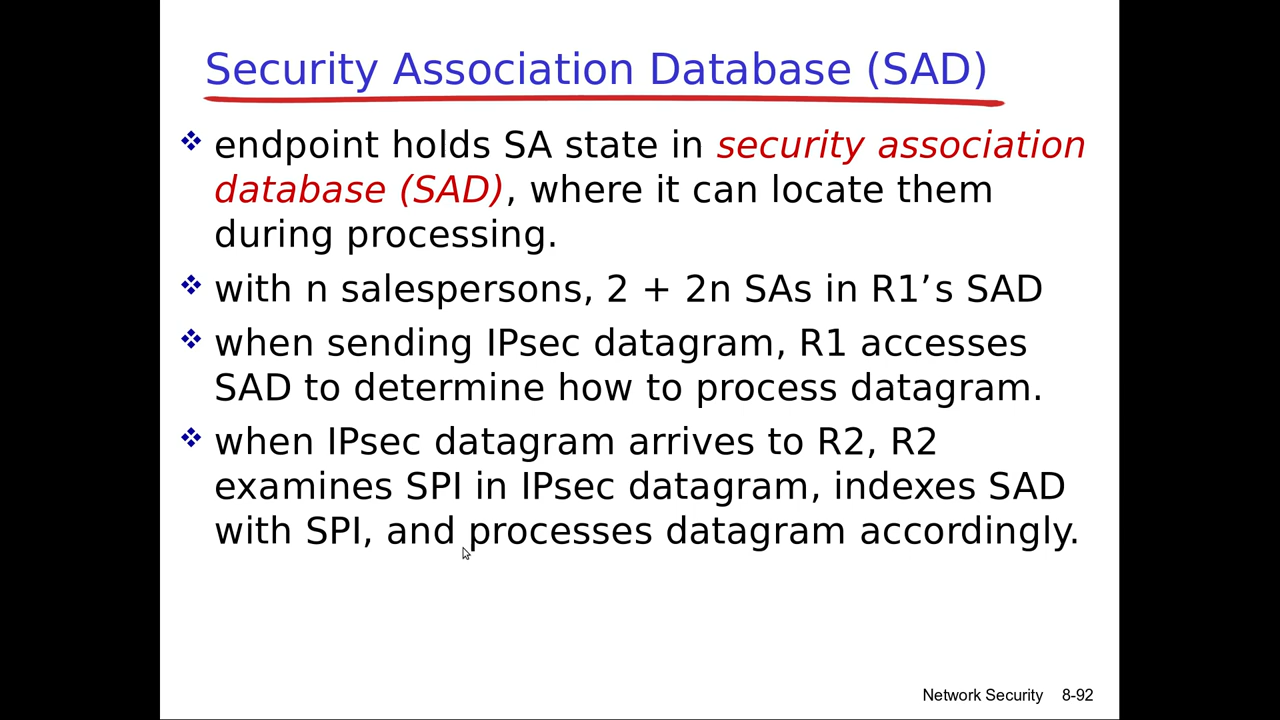 Security Association Database (SAD)
❖ endpoint holds SA state in security association
database (SAD), where it can locate them
during processing.
❖ with n salespersons, 2 + 2n SAs in R1’s SAD
❖ when sending IPsec datagram, R1 accesses
SAD to determine how to process datagram.
❖ when IPsec datagram arrives to R2, R2
examines SPI in IPsec datagram, indexes SAD
with SPI, and processes datagram accordingly.
Network Security 8-92